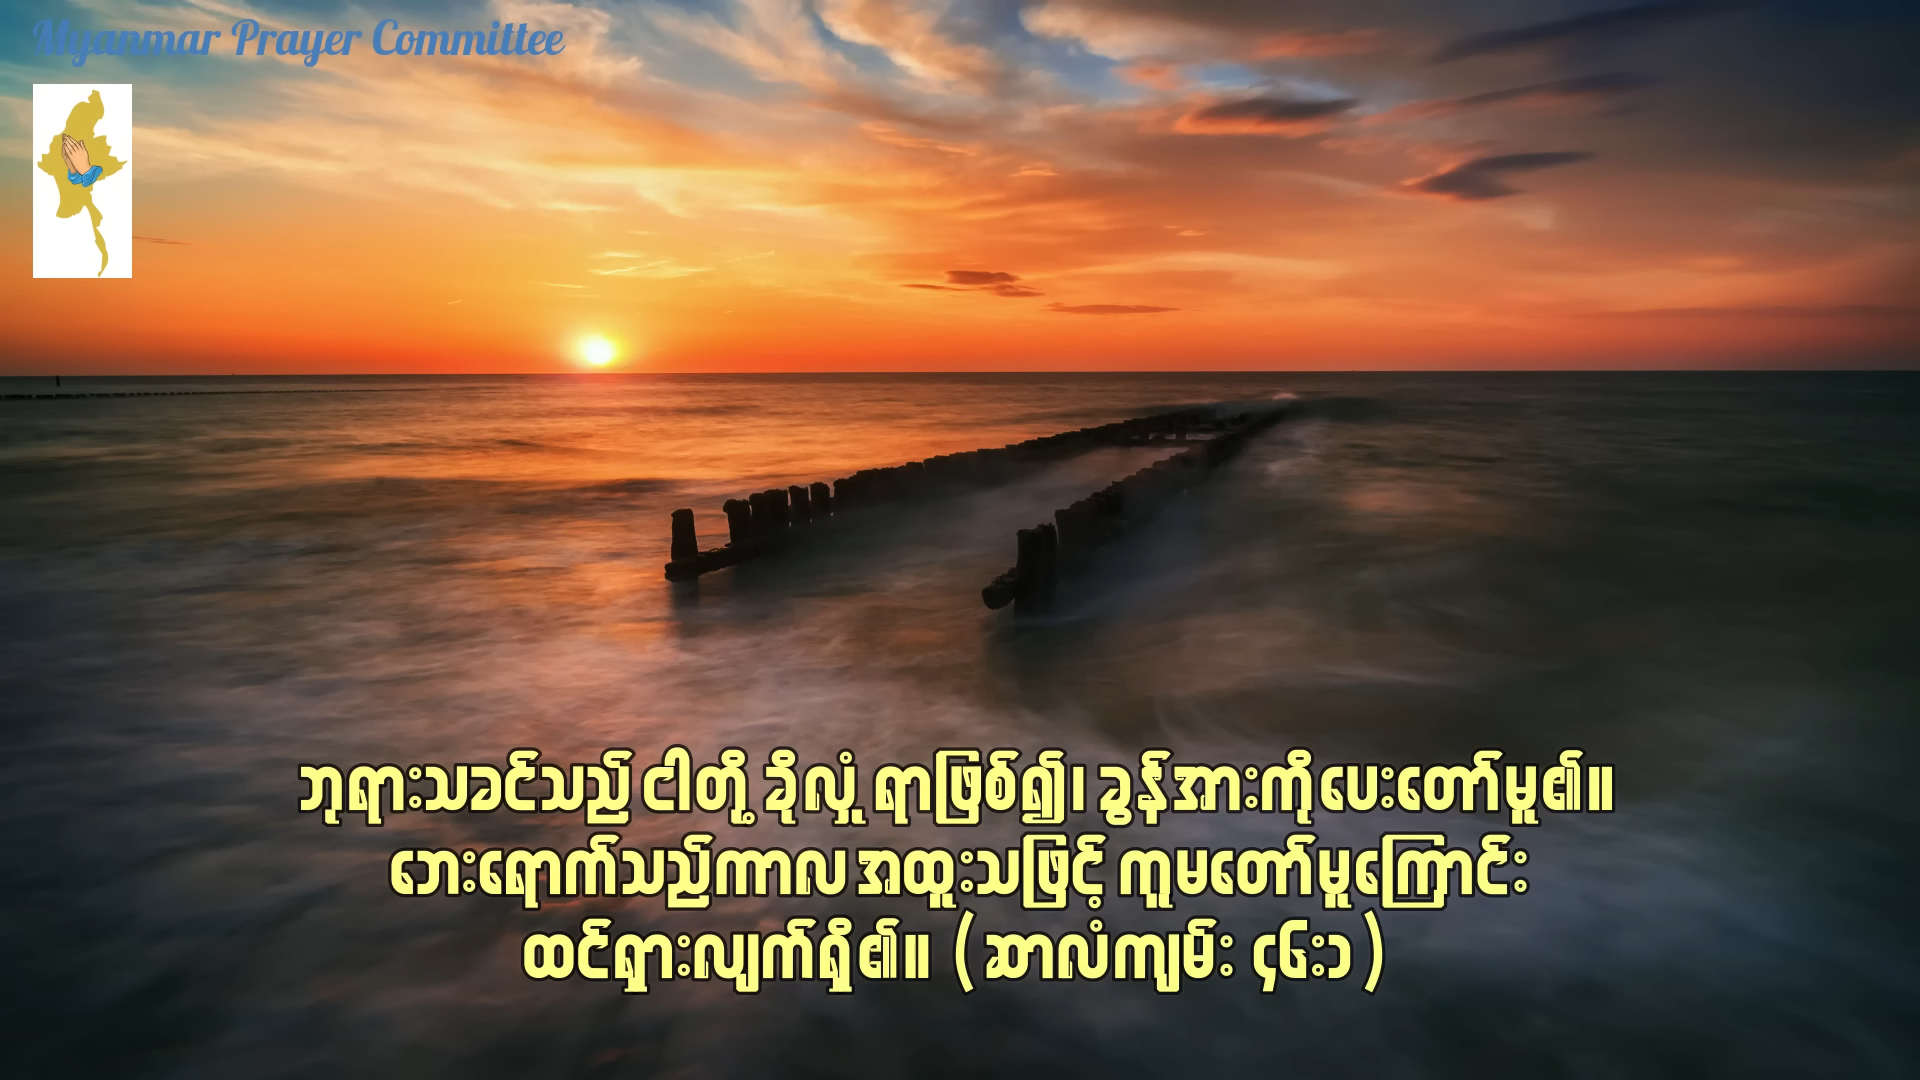 Myanmar Prayer Committee
ဘုရားသခင်သည် ငါတို့ ခိုလှုံ ရာဖြစ်၍၊ ခွန်အားကိုပေးတော်မူ၏။
ဘေးရောက်သည်ကာလ အထူးသဖြင့် ကူမတော်မူကြောင်း
ထင်ရှားလျက်ရှိ၏။ (ဆာလံကျမ်း ၄၆း၁)